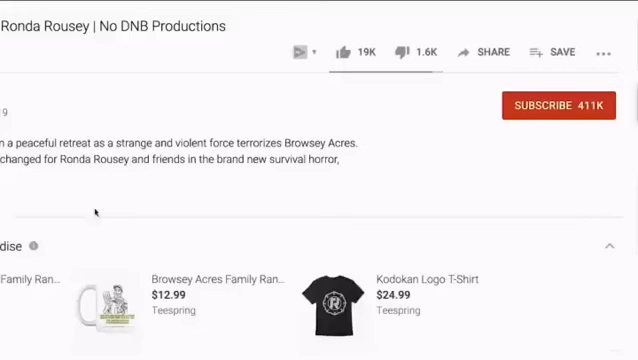 Ronda Rousey | No DNB Productions
19K 1.6K SHARE SAVE
9
SUBSCRIBE 411K
n a peaceful retreat as a strange and violent force terrorizes Browsey Acres.
changed for Ronda Rousey and friends in the brand new survival horror,
dise
Family Ran...
Browsey Acres Family Ran...
$12.99
Teespring
Kodokan Logo T-Shirt
$24.99
Teespring